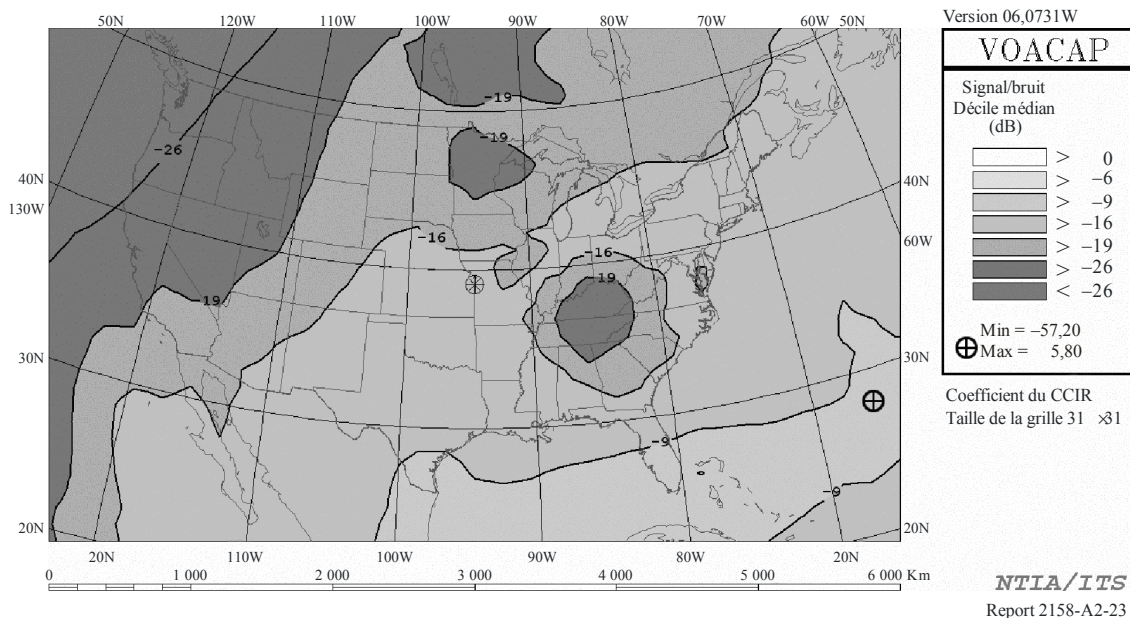 50N 120W 110W 100W 90W 80W 70W 60W 50N
40N
130W
30N
20N
40N
60W
30N
20N
20N 110W 100W 90W 80W 20N
-26
-19
-19
-16
-16
-19
19
-9
-9
0 1 000 2 000 3 000 4 000 5 000 6 000 Km
Version 06,0731W
VOACAP
Signal/bruit
Décile médian
(dB)
> 0
> –6
> –9
> –16
> –19
> –26
< –26
Min = –57,20
Max = 5,80
Coefficient du CCIR
Taille de la grille 31 ×31
NTIA/ITS
Report 2158-A2-23